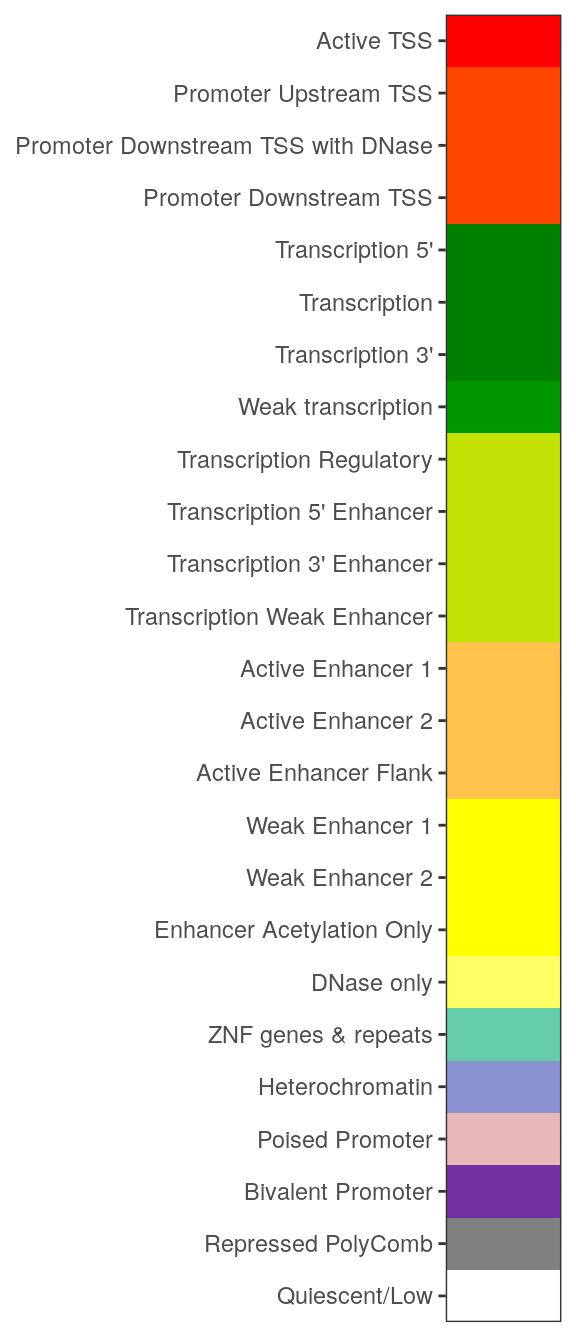 Active TSS
Promoter Upstream TSS
Promoter Downstream TSS with DNase
Promoter Downstream TSS
Transcription 5'
Transcription
Transcription 3'
Weak transcription
Transcription Regulatory
Transcription 5' Enhancer
Transcription 3' Enhancer
Transcription Weak Enhancer
Active Enhancer 1
Active Enhancer 2
Active Enhancer Flank
Weak Enhancer 1
Weak Enhancer 2
Enhancer Acetylation Only
DNase only
ZNF genes & repeats
Heterochromatin
Poised Promoter
Bivalent Promoter
Repressed PolyComb
Quiescent/Low